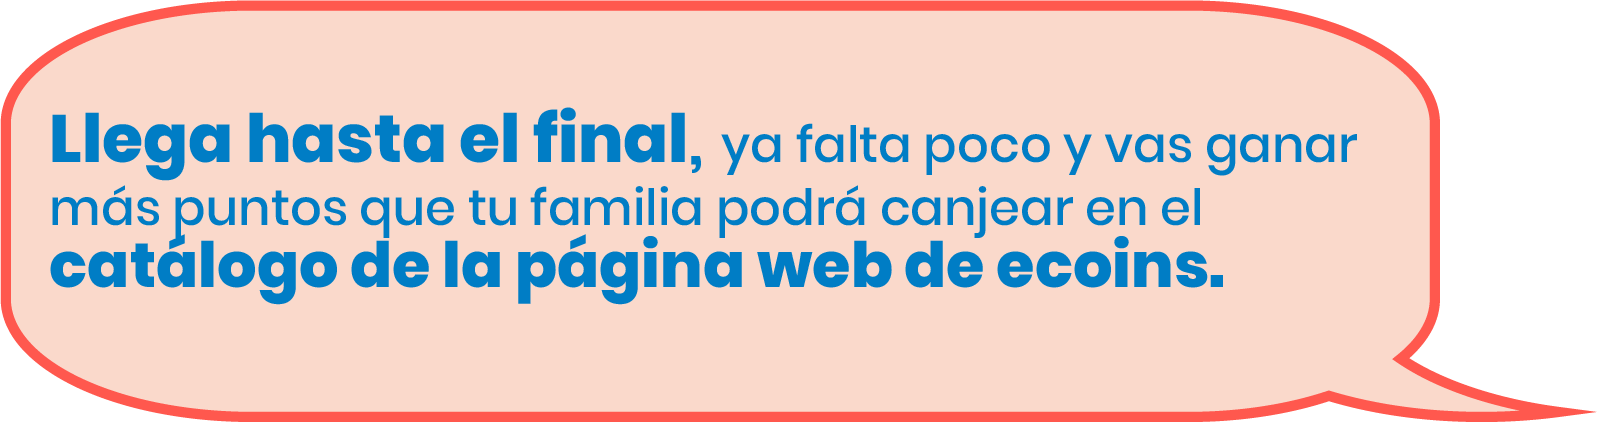 Llega hasta el final, ya falta poco y vas ganar
más puntos que tu familia podrá canjear en el
catálogo de la página web de ecoins.